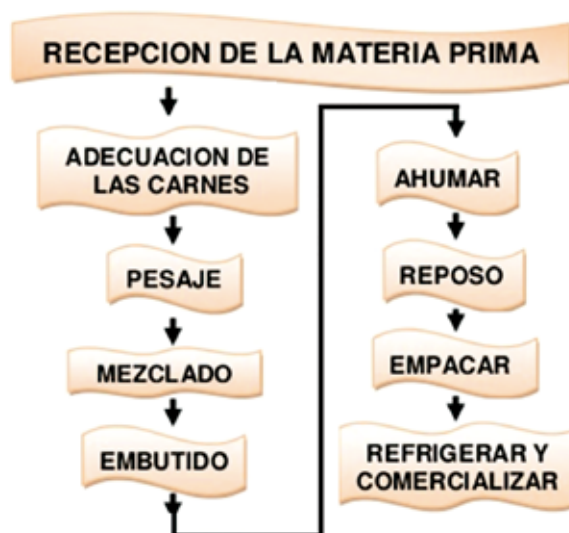 RECEPCION DE LA MATERIA PRIMA
ADECUACION DE
LAS CARNES
PESAJE
MEZCLADO
EMBUTIDO
AHUMAR
REPOSO
EMPACAR
REFRIGERAR Y
COMERCIALIZAR